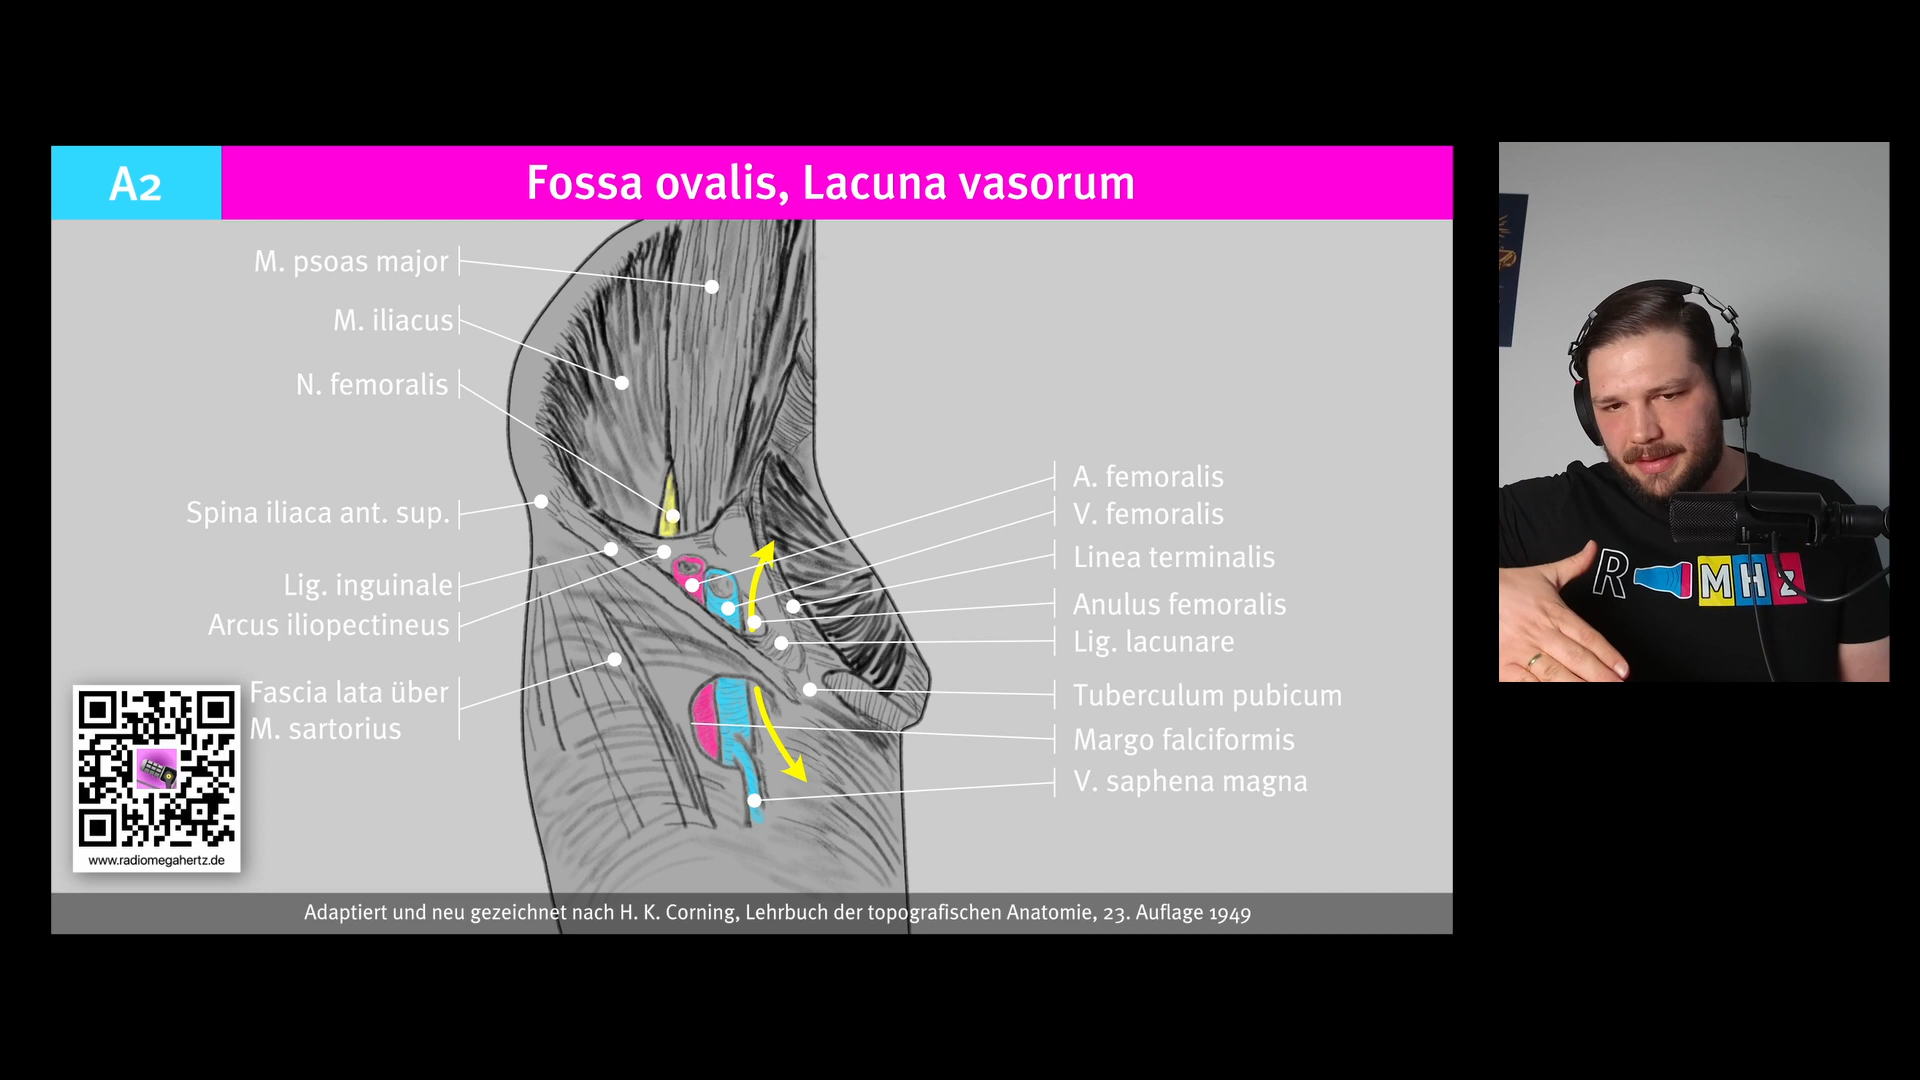 A2
Fossa ovalis, Lacuna vasorum
M. psoas major
M. iliacus
N. femoralis
Spina iliaca ant. sup.
Lig. inguinale
Arcus iliopectineus
Fascia lata über
M. sartorius
A. femoralis
V. femoralis
Linea terminalis
Anulus femoralis
Lig. lacunare
Tuberculum pubicum
Margo falciformis
V. saphena magna
www.radiomegahertz.de
Adaptiert und neu gezeichnet nach H. K. Corning, Lehrbuch der topografischen Anatomie, 23. Auflage 1949
R MHz